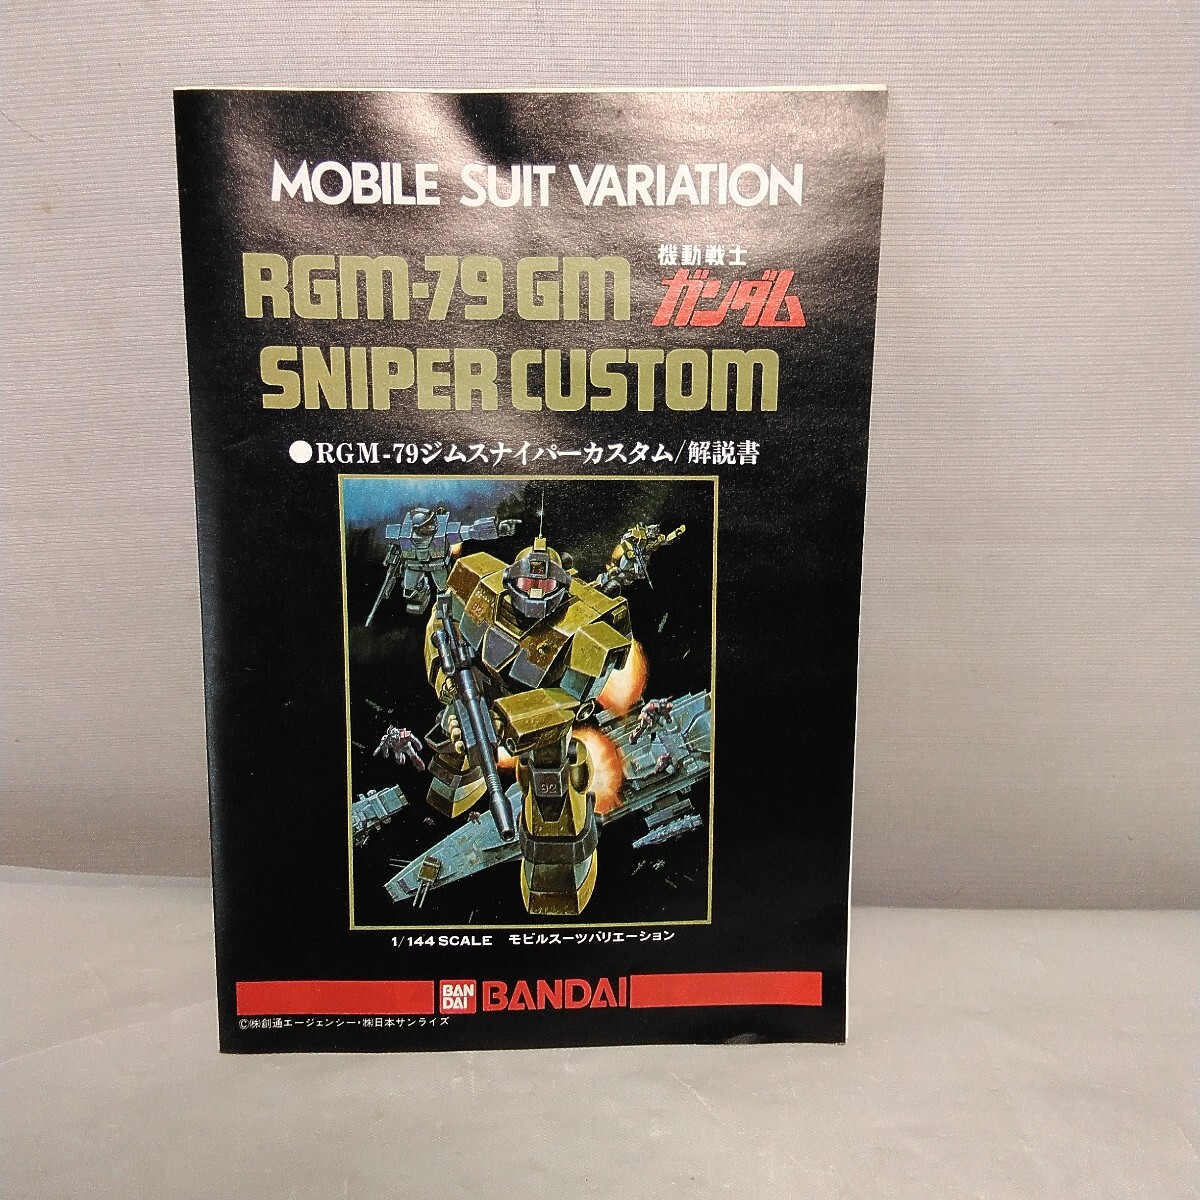 MOBILE SUIT VARIATION
RGM-79 GM
機動戦士
ガンダム
SNIPER CUSTOM
●RGM-79ジムスナイパーカスタム/解説書
92
92
1/144 SCALE モビルスーツバリエーション
BAN
DAI
BANDAI
©㈱創通エージェンシー・㈱日本サンライズ